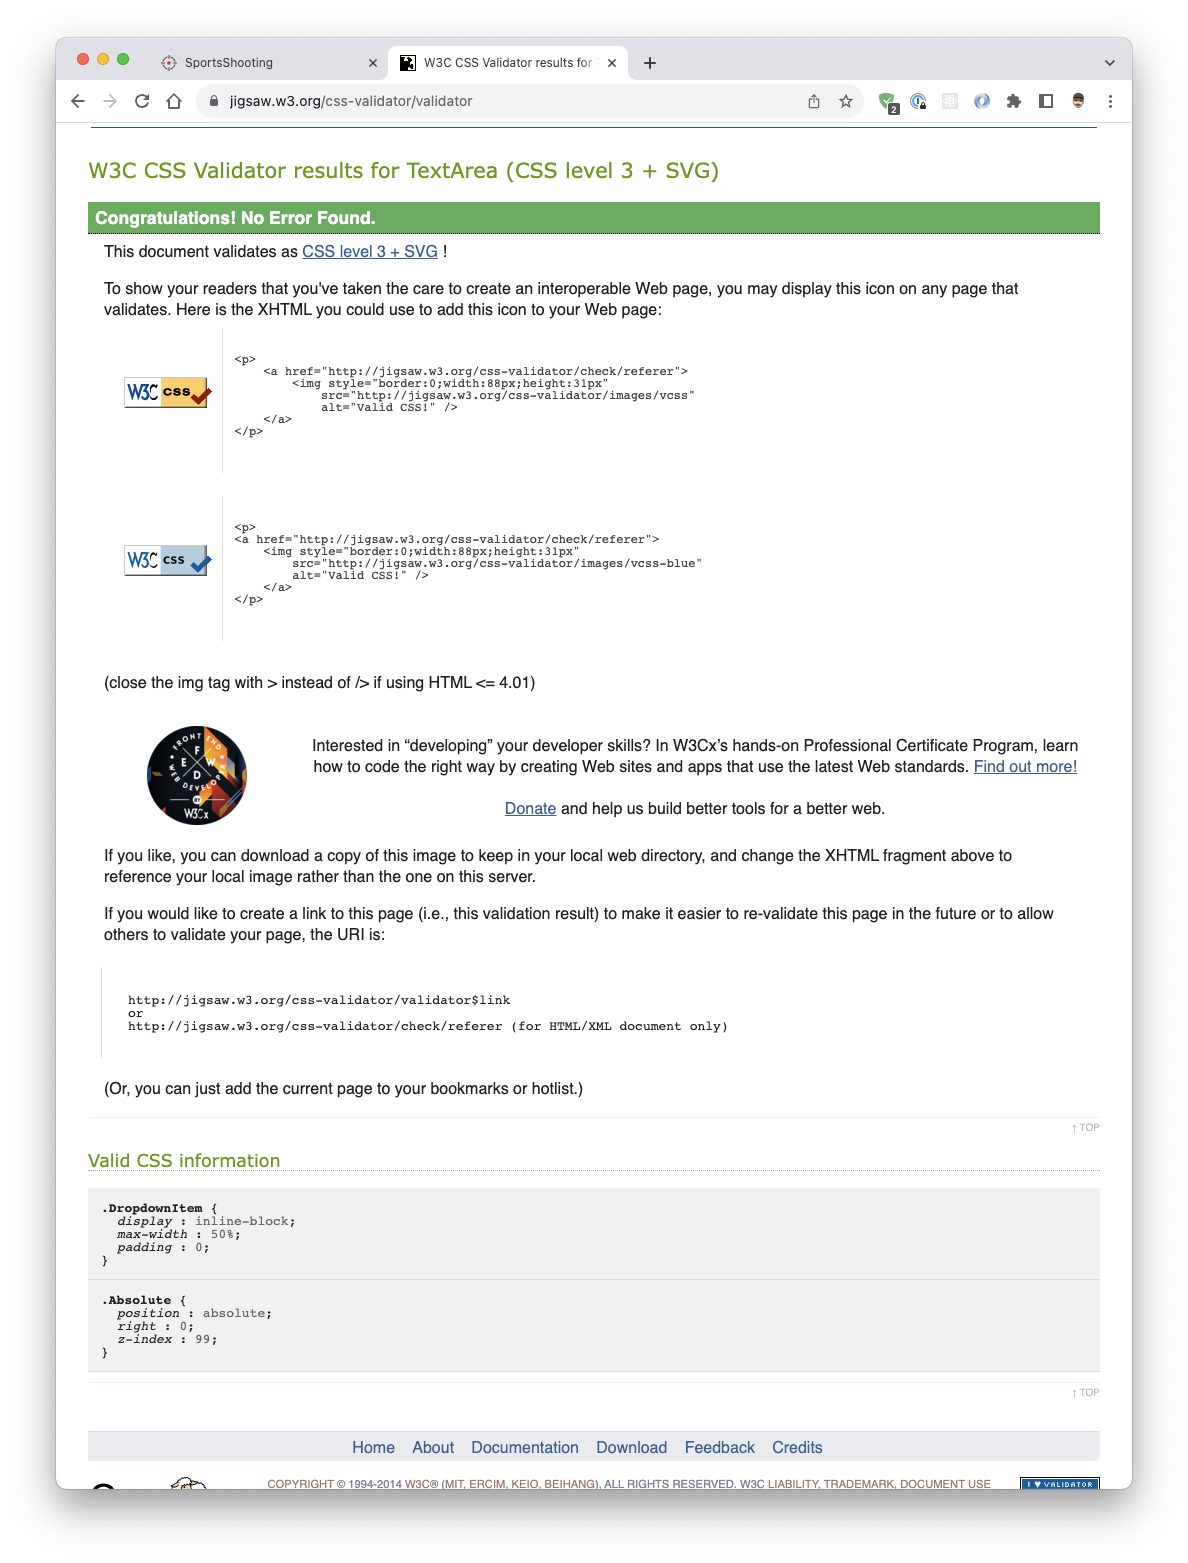 SportsShooting
W3C CSS Validator results for
jigsaw.w3.org/css-validator/validator
2
W3C CSS Validator results for TextArea (CSS level 3 + SVG)
Congratulations! No Error Found.
This document validates as CSS level 3 + SVG !
To show your readers that you've taken the care to create an interoperable Web page, you may display this icon on any page that
validates. Here is the XHTML you could use to add this icon to your Web page:
W3C css
<p>
    <a href="http://jigsaw.w3.org/css-validator/check/referer">
        <img style="border:0;width:88px;height:31px"
            src="http://jigsaw.w3.org/css-validator/images/vcss"
            alt="Valid CSS!" />
    </a>
</p>
W3C css
<p>
<a href="http://jigsaw.w3.org/css-validator/check/referer">
    <img style="border:0;width:88px;height:31px"
        src="http://jigsaw.w3.org/css-validator/images/vcss-blue"
        alt="Valid CSS!" />
    </a>
</p>
(close the img tag with > instead of /> if using HTML <= 4.01)
FRONT END
F
E W
D
WEB DEVELOPER
BY
W3Cx
Interested in “developing” your developer skills? In W3Cx’s hands-on Professional Certificate Program, learn
how to code the right way by creating Web sites and apps that use the latest Web standards. Find out more!
Donate and help us build better tools for a better web.
If you like, you can download a copy of this image to keep in your local web directory, and change the XHTML fragment above to
reference your local image rather than the one on this server.
If you would like to create a link to this page (i.e., this validation result) to make it easier to re-validate this page in the future or to allow
others to validate your page, the URI is:
http://jigsaw.w3.org/css-validator/validator$link
or
http://jigsaw.w3.org/css-validator/check/referer (for HTML/XML document only)
(Or, you can just add the current page to your bookmarks or hotlist.)
↑ TOP
Valid CSS information
.DropdownItem {
  display : inline-block;
  max-width : 50%;
  padding : 0;
}
.Absolute {
  position : absolute;
  right : 0;
  z-index : 99;
}
↑ TOP
Home About Documentation Download Feedback Credits
COPYRIGHT © 1994-2014 W3C® (MIT, ERCIM, KEIO, BEIHANG), ALL RIGHTS RESERVED. W3C LIABILITY, TRADEMARK, DOCUMENT USE
I ♥ VALIDATOR